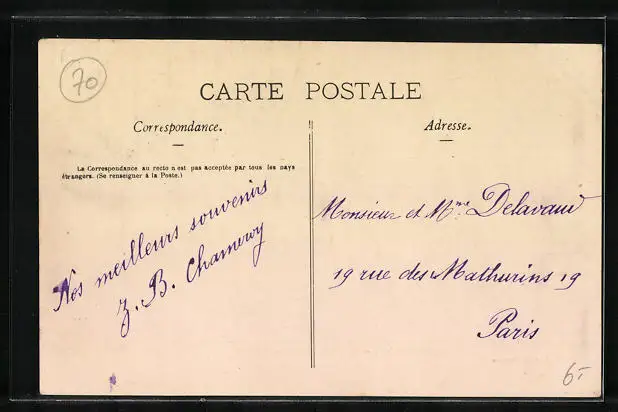 70
CARTE POSTALE
Correspondance.
La Correspondance au recto n est pas acceptée par tous les pays
étrangers. (Se renseigner à la Poste.)
Nos meilleurs souvenirs
Z. B. Chameroy
Adresse.
Monsieur et Mme Delavaud
19 rue des Mathurins 19
Paris
6-